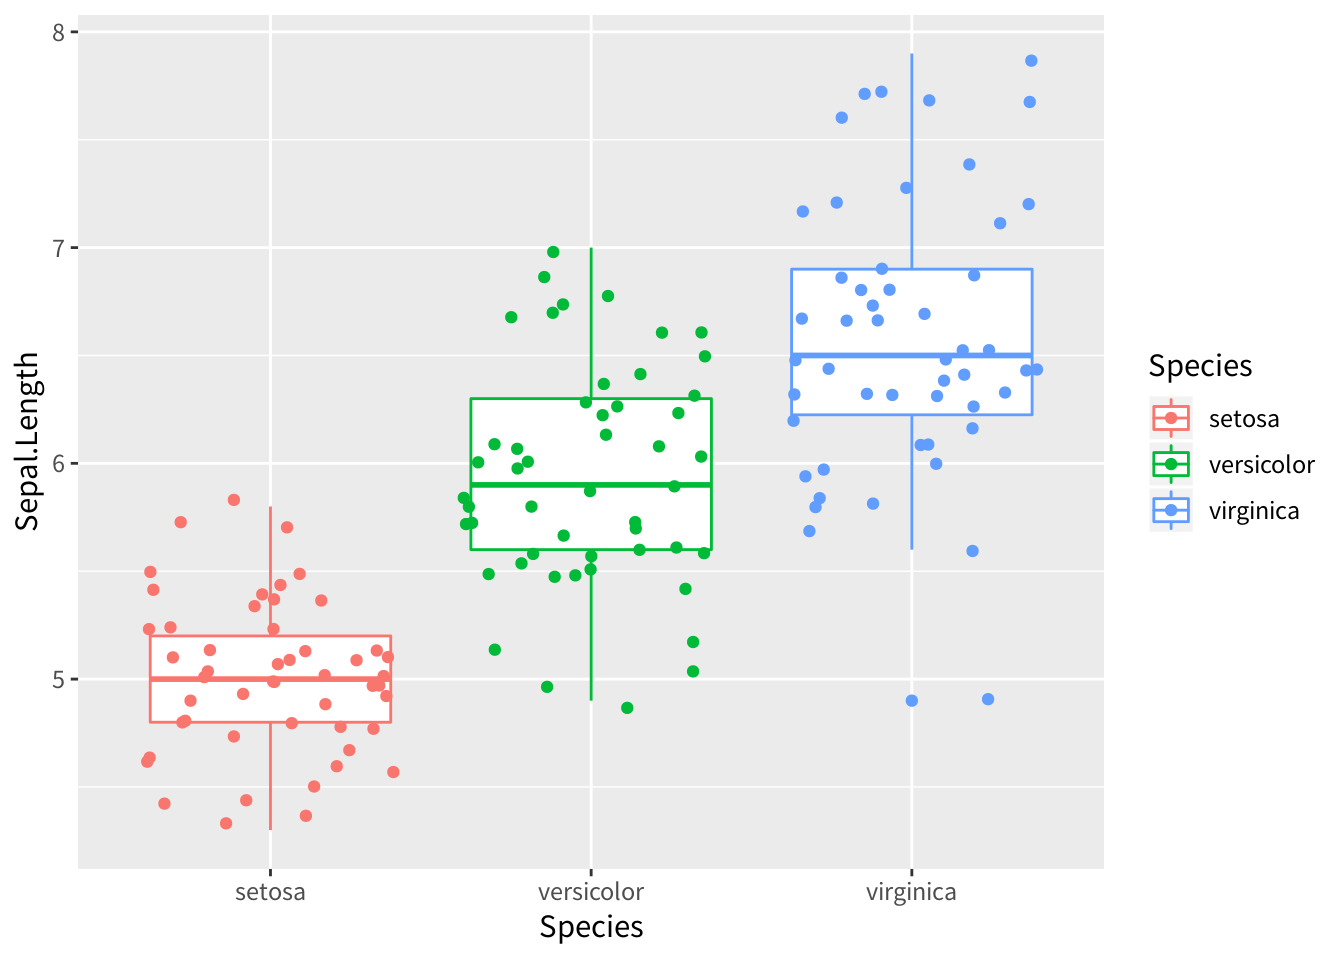 8
7
6
5
Sepal.Length
setosa
versicolor
virginica
Species
Species
setosa
versicolor
virginica